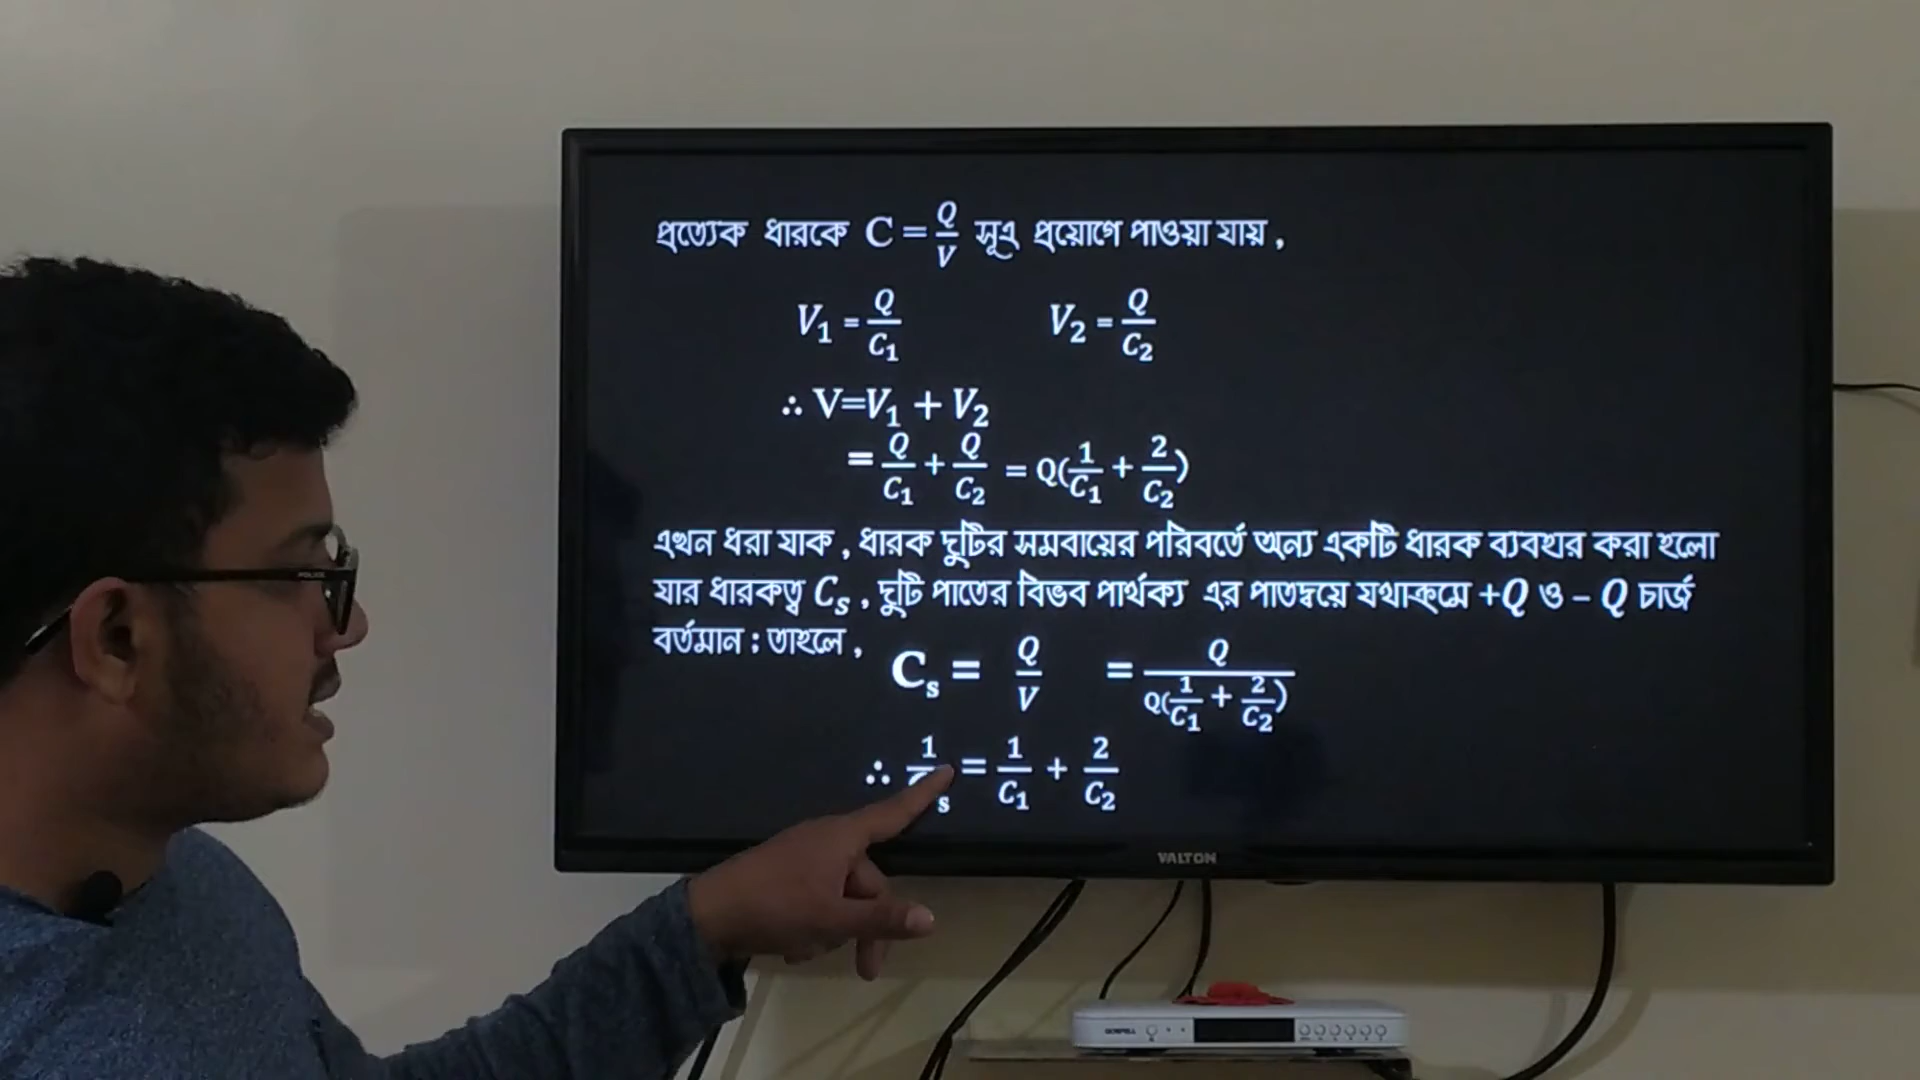 প্রত্যেক ধারকে C = Q/V সূত্র প্রয়োগে পাওয়া যায় ,
V₁ = Q/C₁ V₂ = Q/C₂
∴ V=V₁ + V₂
= Q/C₁ + Q/C₂ = Q(1/C₁ + 2/C₂)
এখন ধরা যাক , ধারক দুটির সমবায়ের পরিবর্তে অন্য একটি ধারক ব্যবহার করা হলো
যার ধারকত্ব Cₛ , দুটি পাতের বিভব পার্থক্য এর পাতদ্বয়ে যথাক্রমে +Q ও – Q চার্জ
বর্তমান ; তাহলে ,
Cₛ = Q/V = Q/Q(1/C₁ + 2/C₂)
∴ 1/Cₛ = 1/C₁ + 2/C₂
WALTON
POLICE